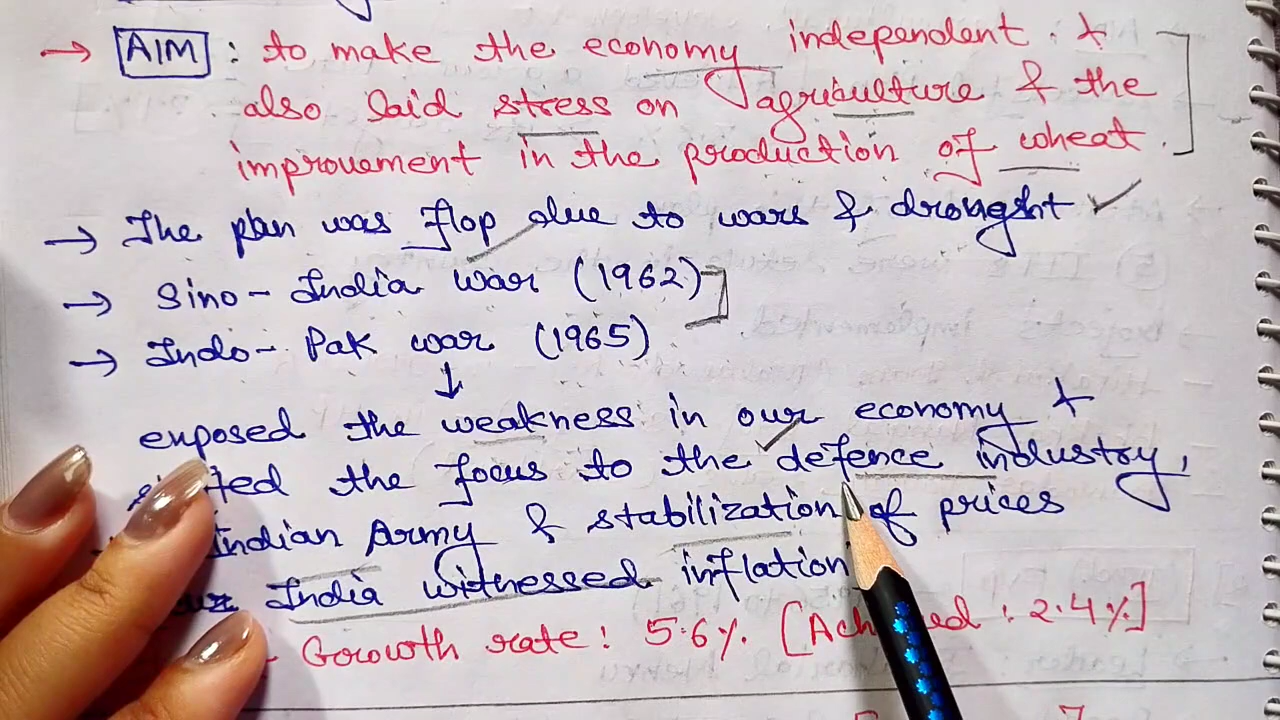 → AIM : to make the economy independent. &
also laid stress on agriculture & the
improvement in the production of wheat.
→ The plan was flop due to wars & drought ✓
→ Sino-India war (1962)
→ Indo-Pak war (1965)
↓
exposed the weakness in our economy &
the focus to the defence industry,
Indian Army & stabilization of prices
India witnessed inflation
Growth rate : 5.6%. [ : 2.4%]